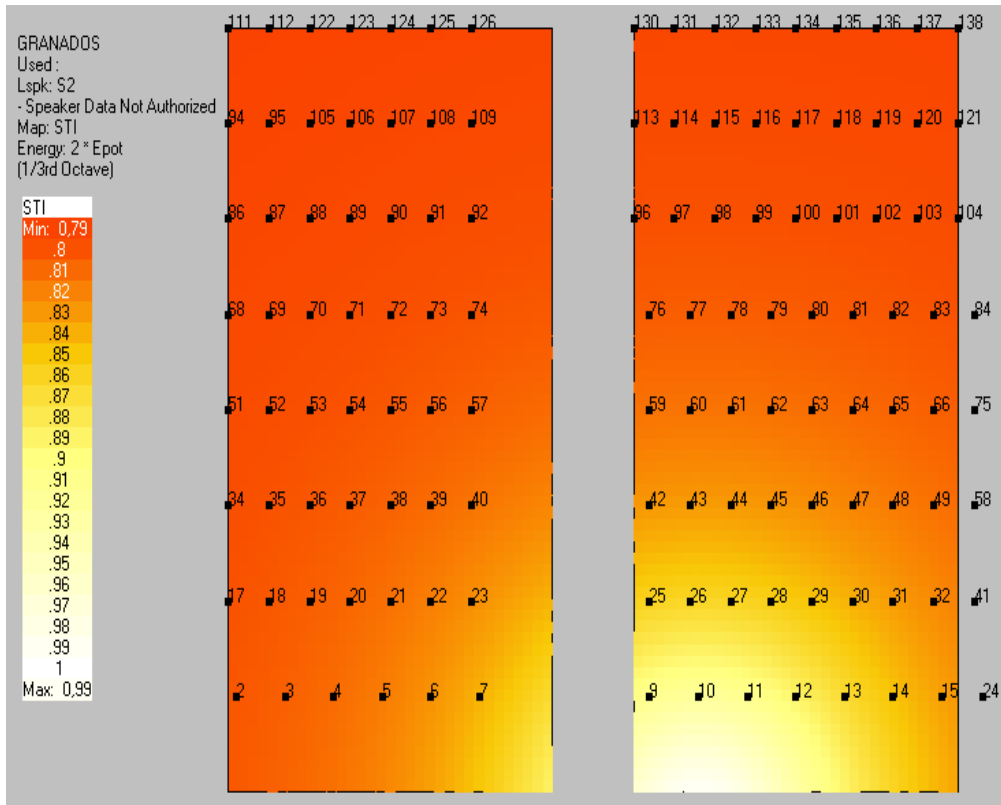 GRANADOS
Used :
Lspk: S2
- Speaker Data Not Authorized
Map: STI
Energy: 2 * Epot
(1/3rd Octave)
STI
Min: 0,79
.8
.81
.82
.83
.84
.85
.86
.87
.88
.89
.9
.91
.92
.93
.94
.95
.96
.97
.98
.99
1
Max: 0,99
111 112 122 123 124 125 126 130 131 132 133 134 135 136 137 138
94 95 105 106 107 108 109 113 114 115 116 117 118 119 120 121
86 87 88 89 90 91 92 96 97 98 99 100 101 102 103 104
68 69 70 71 72 73 74 76 77 78 79 80 81 82 83 84
51 52 53 54 55 56 57 59 60 61 62 63 64 65 66 75
34 35 36 37 38 39 40 42 43 44 45 46 47 48 49 58
17 18 19 20 21 22 23 25 26 27 28 29 30 31 32 41
2 3 4 5 6 7 9 10 11 12 13 14 15 24